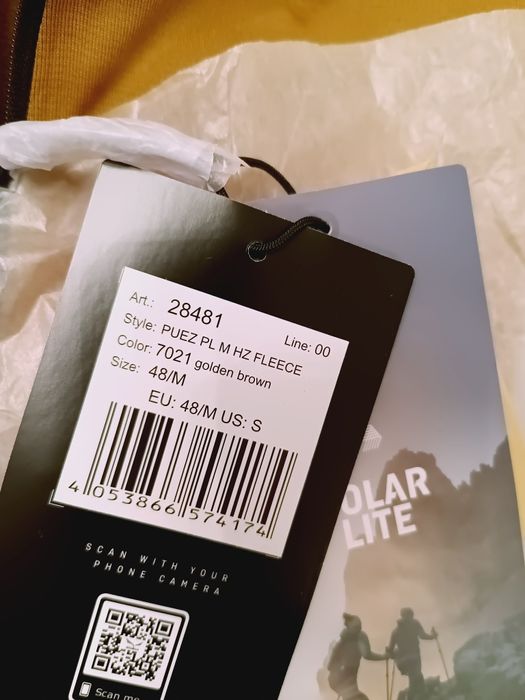 Art.: 28481 Line: 00
Style: PUEZ PL M HZ FLEECE
Color: 7021 golden brown
Size: 48/M
EU: 48/M US: S
4 053866 574174
SCAN WITH YOUR
PHONE CAMERA
Scan me
OLAR
LITE